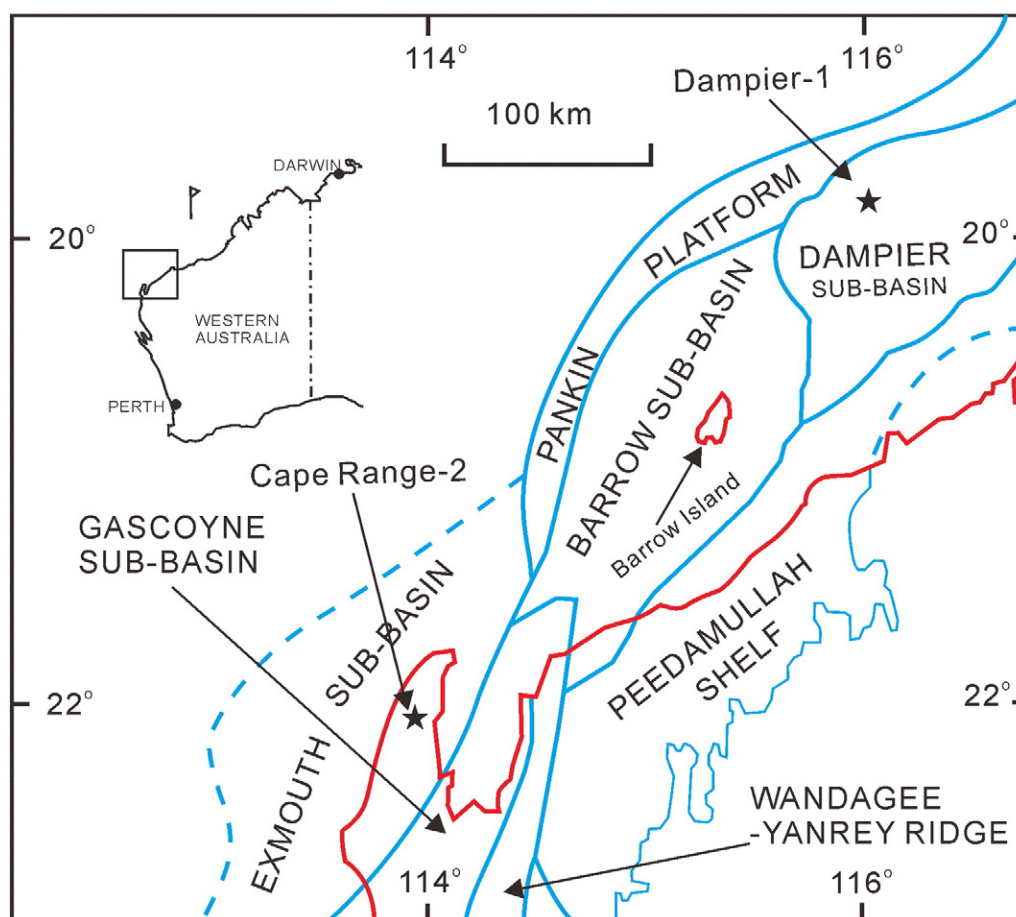 114°
116°
Dampier-1
100 km
DARWIN
PLATFORM
20°
20°
DAMPIER
SUB-BASIN
WESTERN
AUSTRALIA
PANKIN
BARROW SUB-BASIN
PERTH
Cape Range-2
Barrow Island
GASCOYNE
SUB-BASIN
PEEDAMULLAH
SHELF
EXMOUTH SUB-BASIN
22°
22°
WANDAGEE
-YANREY RIDGE
114°
116°